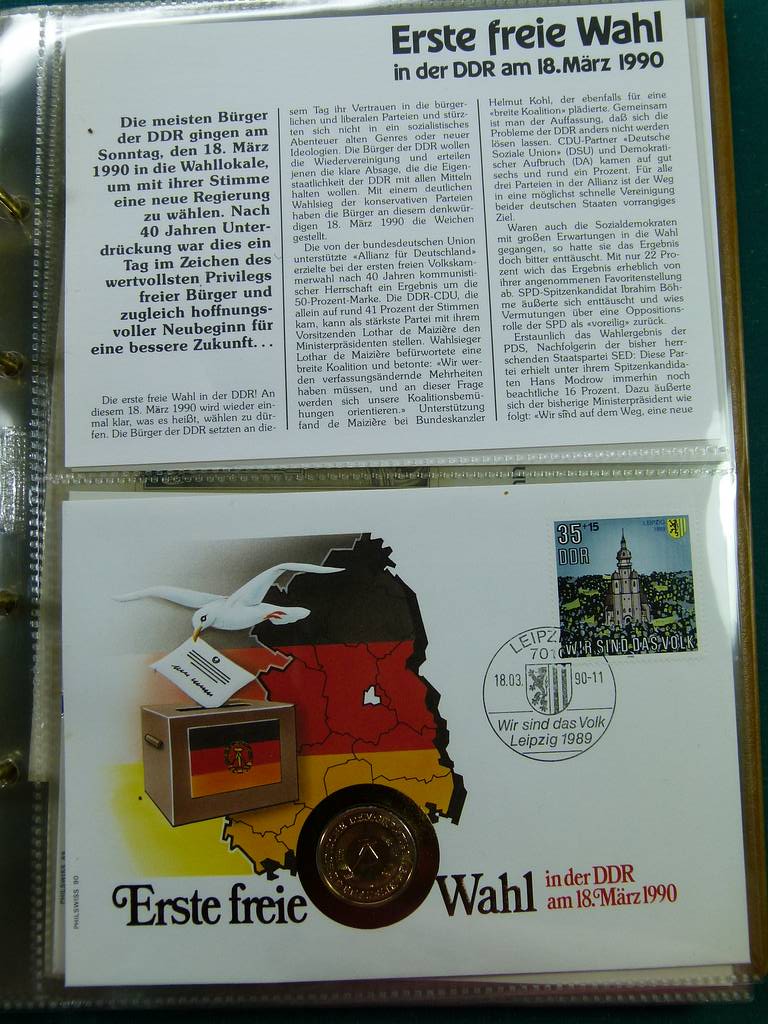 Erste freie Wahl
in der DDR am 18. März 1990
Die meisten Bürger
der DDR gingen am
Sonntag, den 18. März
1990 in die Wahllokale,
um mit ihrer Stimme
eine neue Regierung
zu wählen. Nach
40 Jahren Unter-
drückung war dies ein
Tag im Zeichen des
wertvollsten Privilegs
freier Bürger und
zugleich hoffnungs-
voller Neubeginn für
eine bessere Zukunft...
Die erste freie Wahl in der DDR! An
diesem 18. März 1990 wird wieder ein-
mal klar, was es heißt, wählen zu dür-
fen. Die Bürger der DDR setzten an die-
sem Tag ihr Vertrauen in die bürger-
lichen und liberalen Parteien und stürz-
ten sich nicht in ein sozialistisches
Abenteuer alten Genres oder neuer
Ideologien. Die Bürger der DDR wollen
die Wiedervereinigung und erteilen
jenen die klare Absage, die die Eigen-
staatlichkeit der DDR mit allen Mitteln
halten wollen. Mit einem deutlichen
Wahlsieg der konservativen Parteien
haben die Bürger an diesem denkwür-
digen 18. März 1990 die Weichen
gestellt.
Die von der bundesdeutschen Union
unterstützte «Allianz für Deutschland»
erzielte bei der ersten freien Volkskam-
merwahl nach 40 Jahren kommunisti-
scher Herrschaft ein Ergebnis um die
50-Prozent-Marke. Die DDR-CDU, die
allein auf rund 41 Prozent der Stimmen
kam, kann als stärkste Partei mit ihrem
Vorsitzenden Lothar de Maizière den
Ministerpräsidenten stellen. Wahlsieger
Lothar de Maizière befürwortete eine
breite Koalition und betonte: «Wir wer-
den verfassungsändernde Mehrheiten
haben müssen, und an dieser Frage
werden sich unsere Koalitionsbemü-
hungen orientieren.» Unterstützung
fand de Maizière bei Bundeskanzler
Helmut Kohl, der ebenfalls für eine
«breite Koalition» plädierte. Gemeinsam
ist man der Auffassung, daß sich die
Probleme der DDR anders nicht werden
lösen lassen. CDU-Partner «Deutsche
Soziale Union» (DSU) und Demokrati-
scher Aufbruch (DA) kamen auf gut
sechs und rund ein Prozent. Für alle
drei Parteien in der Allianz ist der Weg
in eine möglichst schnelle Vereinigung
beider deutschen Staaten vorrangiges
Ziel.
Waren auch die Sozialdemokraten
mit großen Erwartungen in die Wahl
gegangen, so hatte sie das Ergebnis
doch bitter enttäuscht. Mit nur 22 Pro-
zent wich das Ergebnis erheblich von
ihrer angenommenen Favoritenstellung
ab. SPD-Spitzenkandidat Ibrahim Böh-
me äußerte sich enttäuscht und wies
Vermutungen über eine Oppositions-
rolle der SPD als «voreilig» zurück.
Erstaunlich das Wahlergebnis der
PDS, Nachfolgerin der bisher herr-
schenden Staatspartei SED: Diese Par-
tei erhielt unter ihrem Spitzenkandida-
ten Hans Modrow immerhin noch
beachtliche 16 Prozent. Dazu äußerte
sich der bisherige Ministerpräsident wie
folgt: «Wir sind auf dem Weg, eine neue
35+15
DDR
LEIPZIG
1989
WIR SIND DAS VOLK
LEIPZ
701
18.03.
90-11
Wir sind das Volk
Leipzig 1989
PHILSWISS 90
Erste freie Wahl
in der DDR
am 18. März 1990